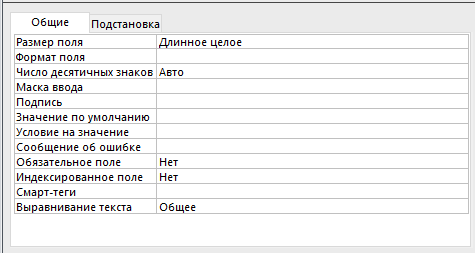 Общие Подстановка
Размер поля Длинное целое
Формат поля
Число десятичных знаков Авто
Маска ввода
Подпись
Значение по умолчанию
Условие на значение
Сообщение об ошибке
Обязательное поле Нет
Индексированное поле Нет
Смарт-теги
Выравнивание текста Общее